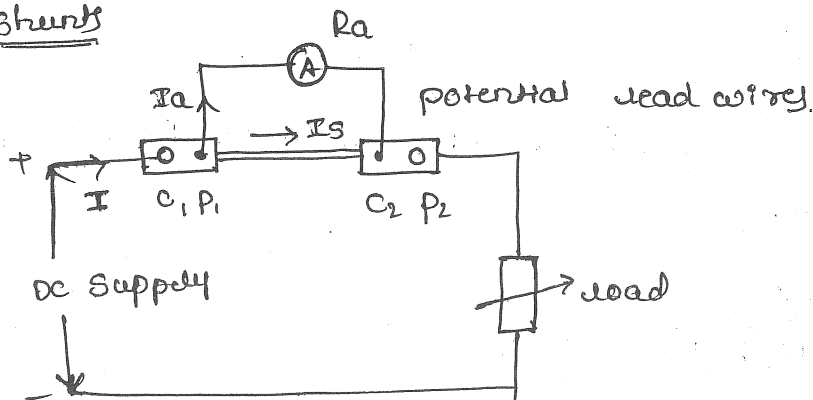 Shunts
Ra
A
Ia
potential lead wires.
Is
+
I
C1 P1
C2 P2
DC Supply
load
-